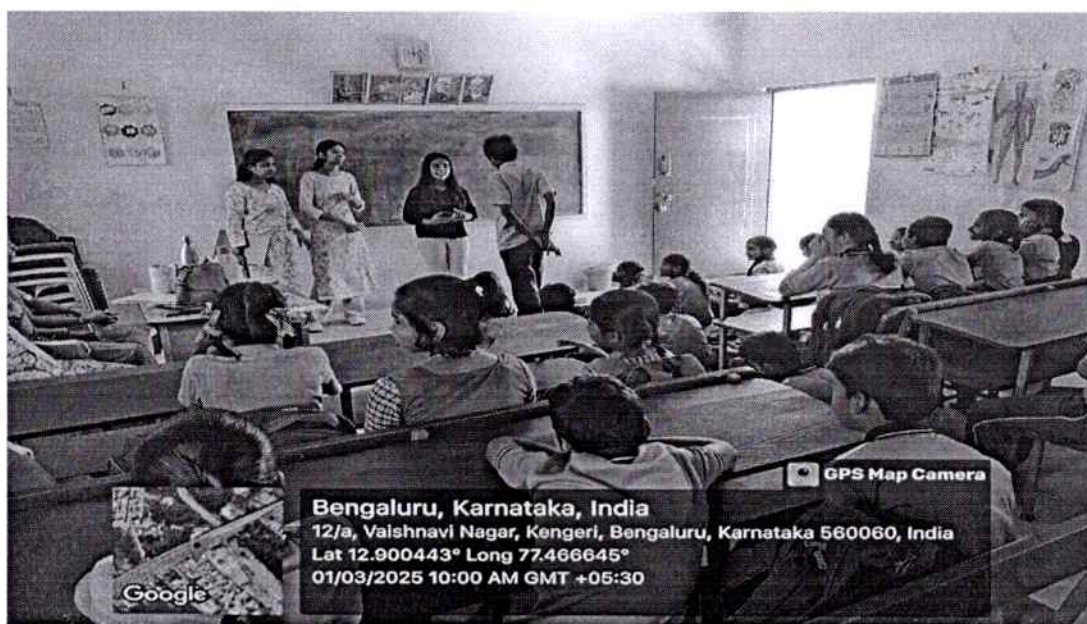 GPS Map Camera
Bengaluru, Karnataka, India
12/a, Vaishnavi Nagar, Kengeri, Bengaluru, Karnataka 560060, India
Lat 12.900443° Long 77.466645°
01/03/2025 10:00 AM GMT +05:30
Google